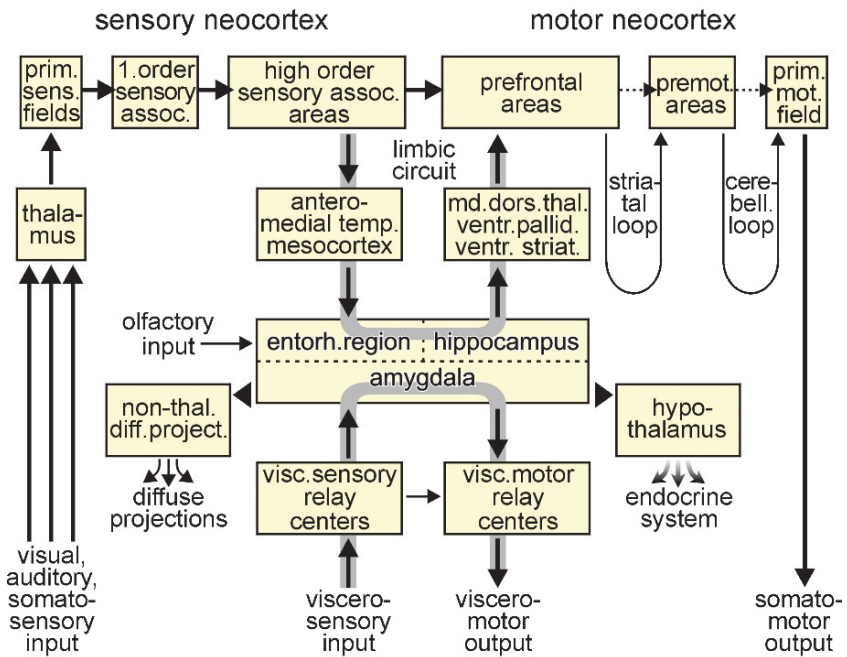 sensory neocortex
motor neocortex
prim.
sens.
fields
1.order
sensory
assoc.
high order
sensory assoc.
areas
prefrontal
areas
premot.
areas
prim.
mot.
field
limbic
circuit
thala-
mus
antero-
medial temp.
mesocortex
md.dors.thal.
ventr.pallid.
ventr. striat.
stria-
tal
loop
cere-
bell.
loop
olfactory
input
entorh.region
hippocampus
amygdala
non-thal.
diff.project.
hypo-
thalamus
diffuse
projections
visc.sensory
relay
centers
visc.motor
relay
centers
endocrine
system
visual,
auditory,
somato-
sensory
input
viscero-
sensory
input
viscero-
motor
output
somato-
motor
output